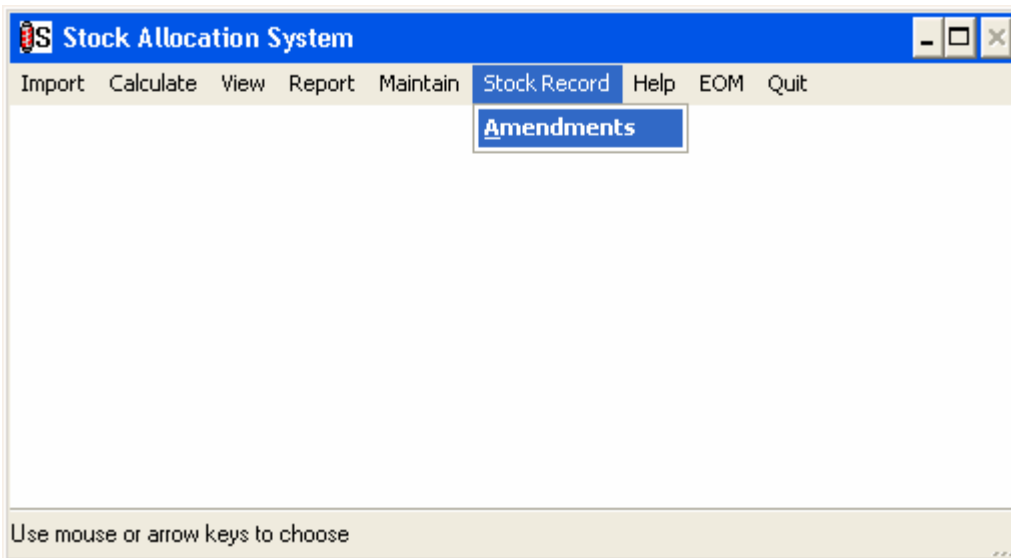 S Stock Allocation System
Import Calculate View Report Maintain Stock Record Help EOM Quit
Amendments
Use mouse or arrow keys to choose